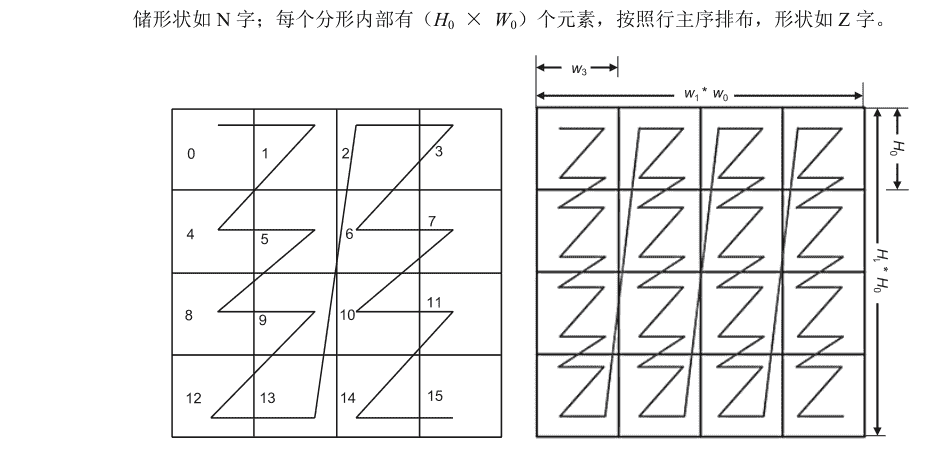 储形状如 N 字；每个分形内部有（H₀ × W₀）个元素，按照行主序排布，形状如 Z 字。
w₃
w₁* w₀
0 1 2 3
H₀
4 5 6 7
H₁* H₀
8 9 10 11
12 13 14 15